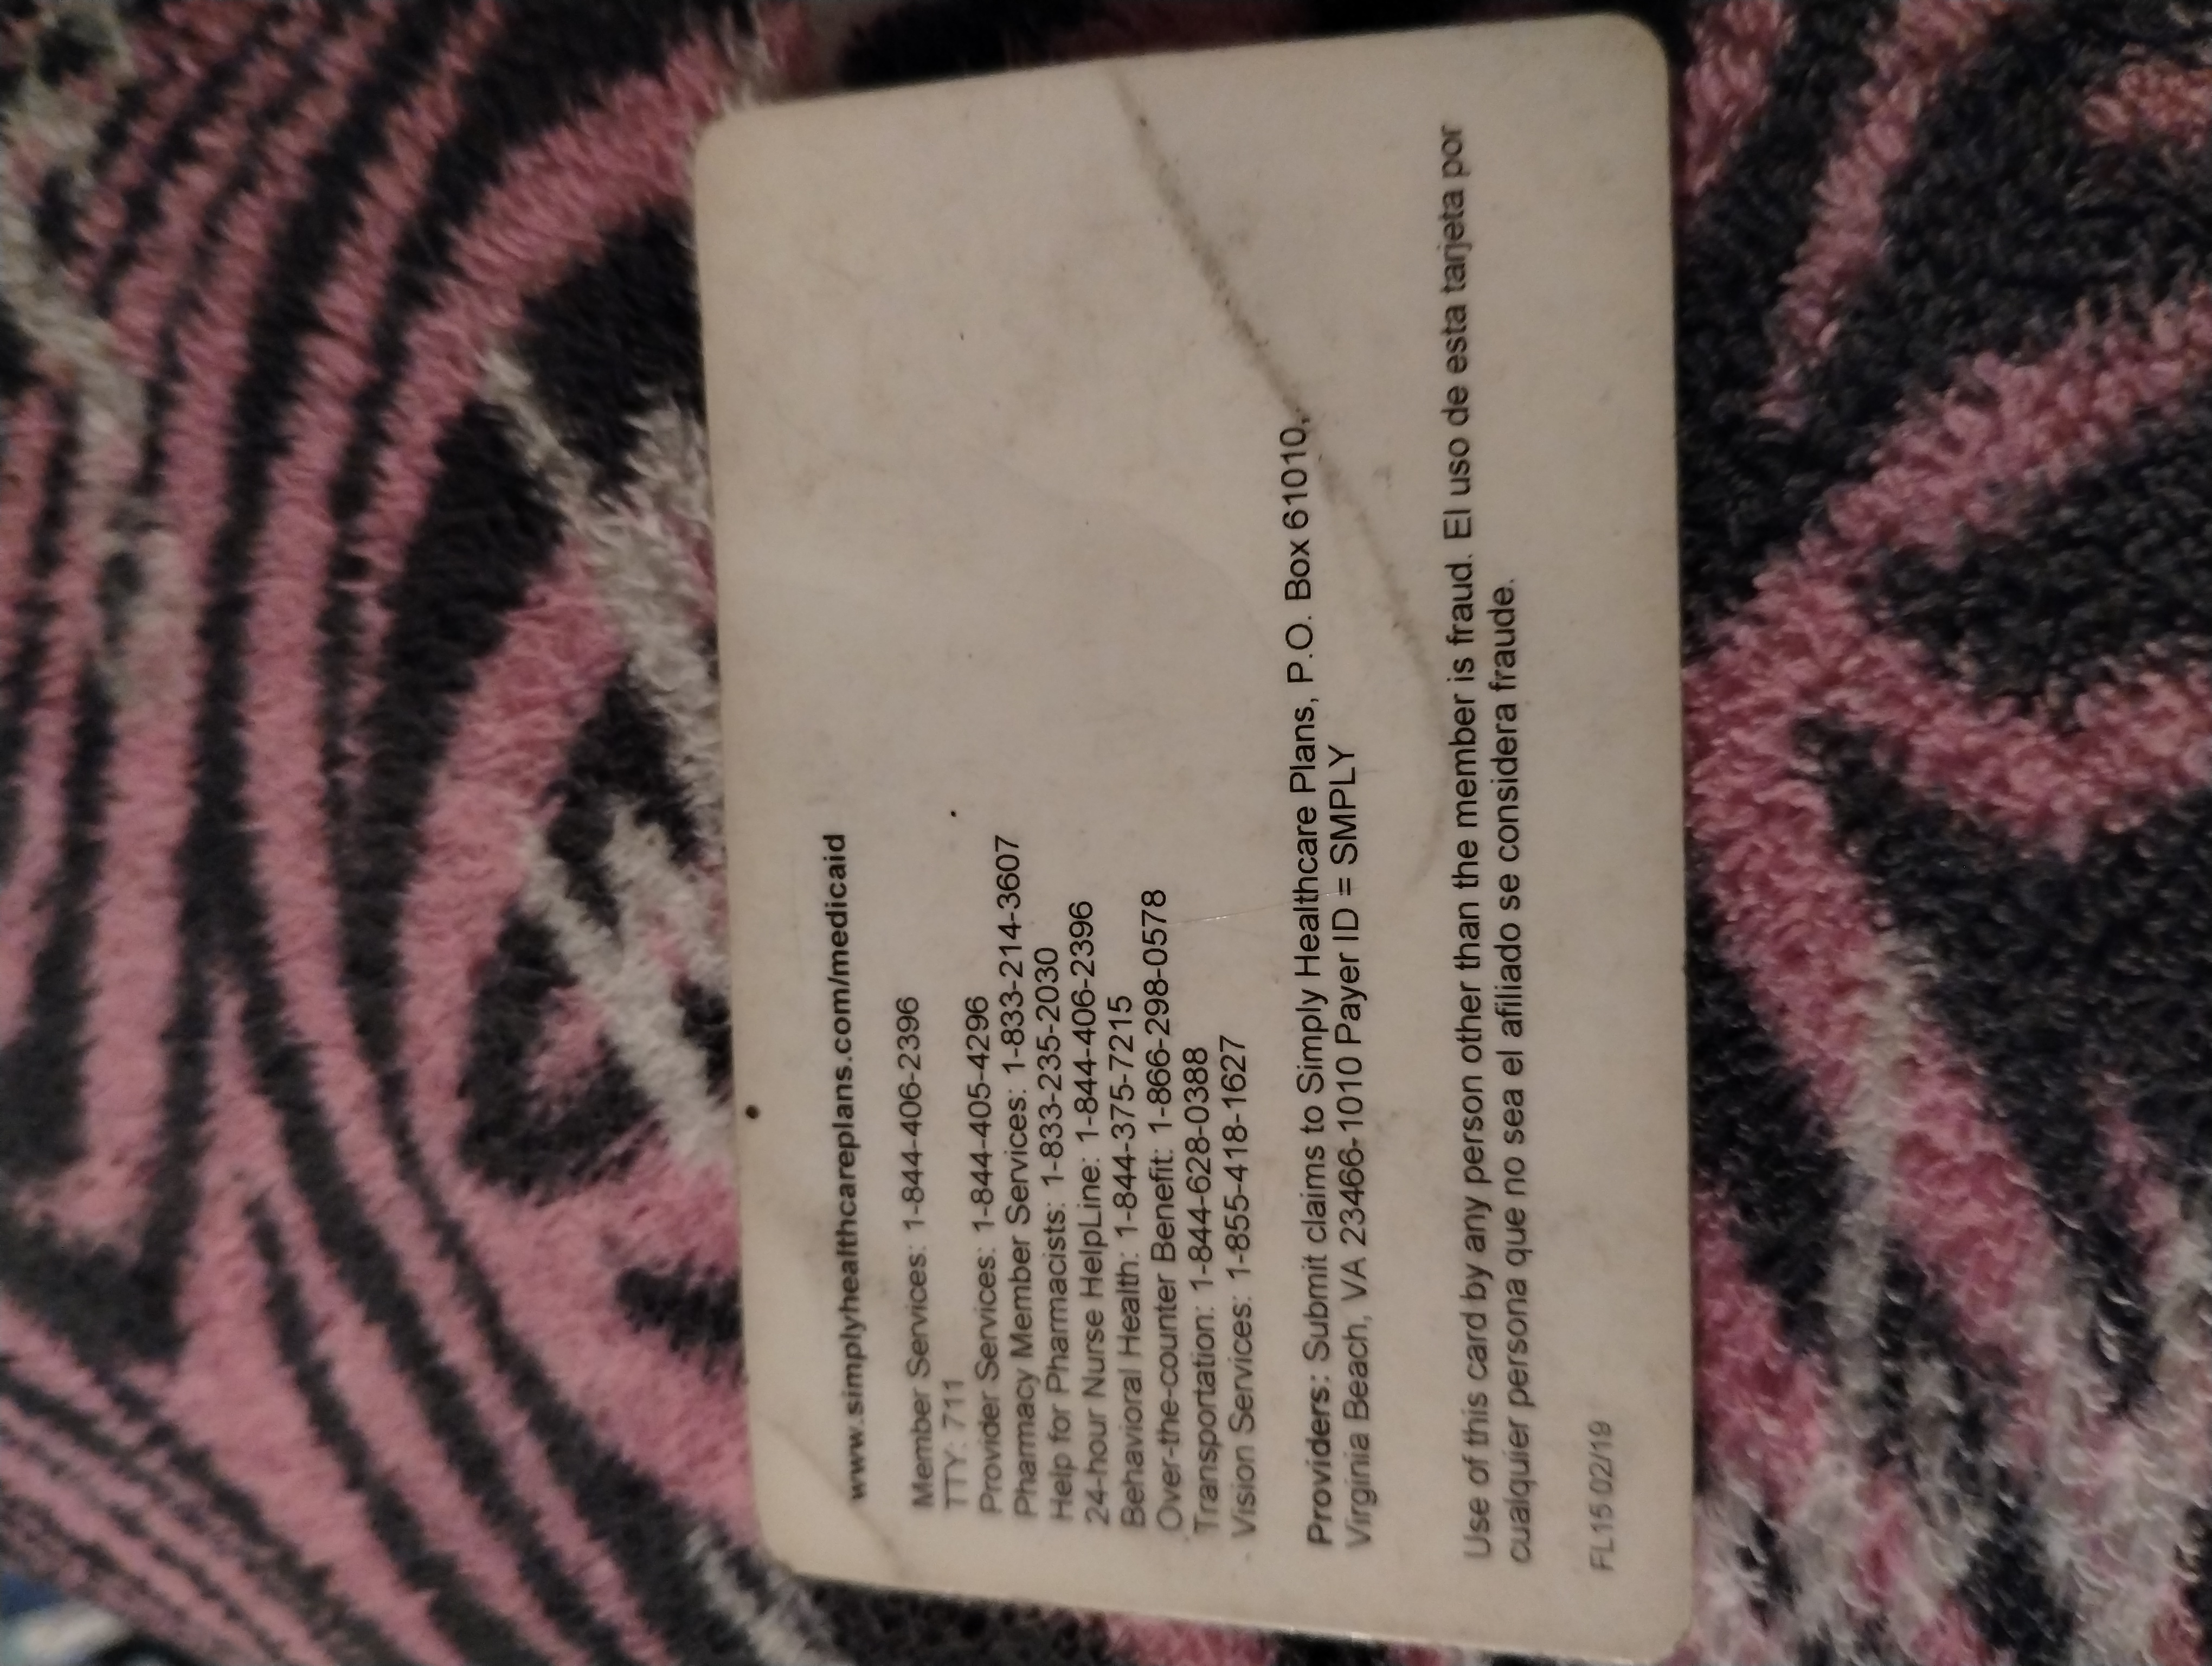 www.simplyhealthcareplans.com/medicaid
Member Services: 1-844-406-2396
TTY: 711
Provider Services: 1-844-405-4296
Pharmacy Member Services: 1-833-214-3607
Help for Pharmacists: 1-833-235-2030
24-hour Nurse HelpLine: 1-844-406-2396
Behavioral Health: 1-844-375-7215
Over-the-counter Benefit: 1-866-298-0578
Transportation: 1-844-628-0388
Vision Services: 1-855-418-1627
Providers: Submit claims to Simply Healthcare Plans, P.O. Box 61010,
Virginia Beach, VA 23466-1010 Payer ID = SMPLY
Use of this card by any person other than the member is fraud. El uso de esta tarjeta por
cualquier persona que no sea el afiliado se considera fraude.
FL15 02/19